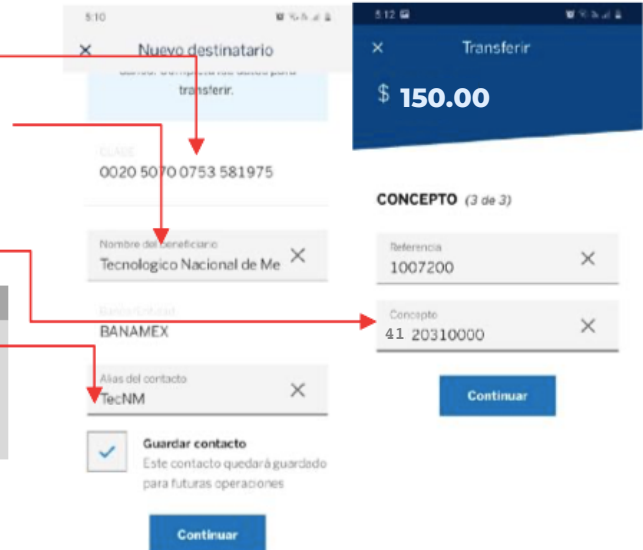 5:10
Nuevo destinatario
transferir.
CLABE
0020 5070 0753 581975
Nombre del beneficiario
Tecnologico Nacional de Me
BANAMEX
Alias del contacto
TecNM
Guardar contacto
Este contacto quedará guardado
para futuras operaciones
Continuar
5:12
Transferir
$ 150.00
CONCEPTO (3 de 3)
Referencia
1007200
Concepto
41 20310000
Continuar